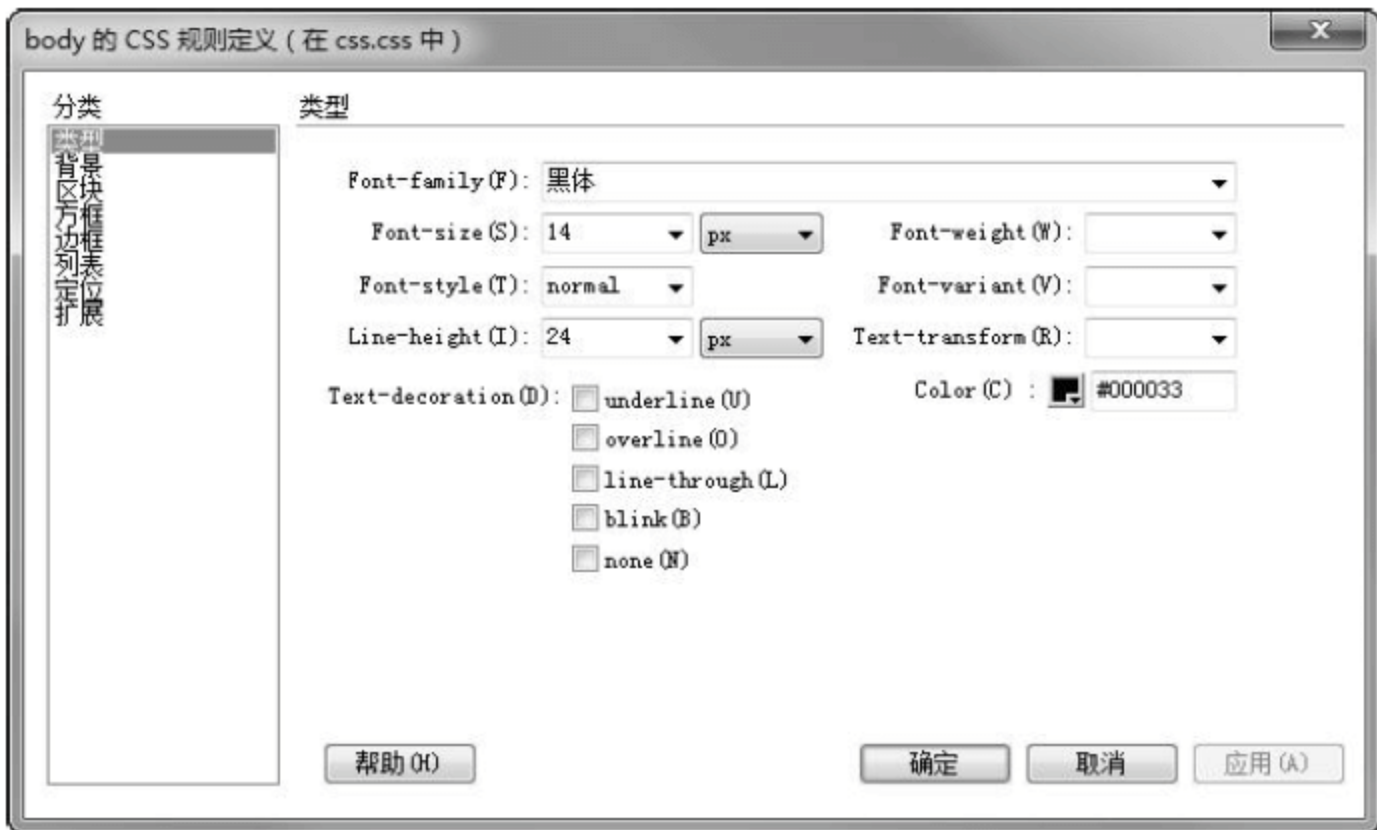 body 的 CSS 规则定义 ( 在 css.css 中 )
分类
类型
背景
区块
方框
边框
列表
定位
扩展
类型
Font-family(F): 黑体
Font-size(S): 14 px Font-weight(W):
Font-style(T): normal Font-variant(V):
Line-height(I): 24 px Text-transform(R):
Text-decoration(D): underline(U) Color(C) : #000033
overline(O)
line-through(L)
blink(B)
none(N)
帮助(H) 确定 取消 应用(A)